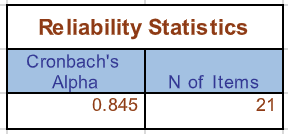 Reliability Statistics
Cronbach's
Alpha N of Items
0.845 21